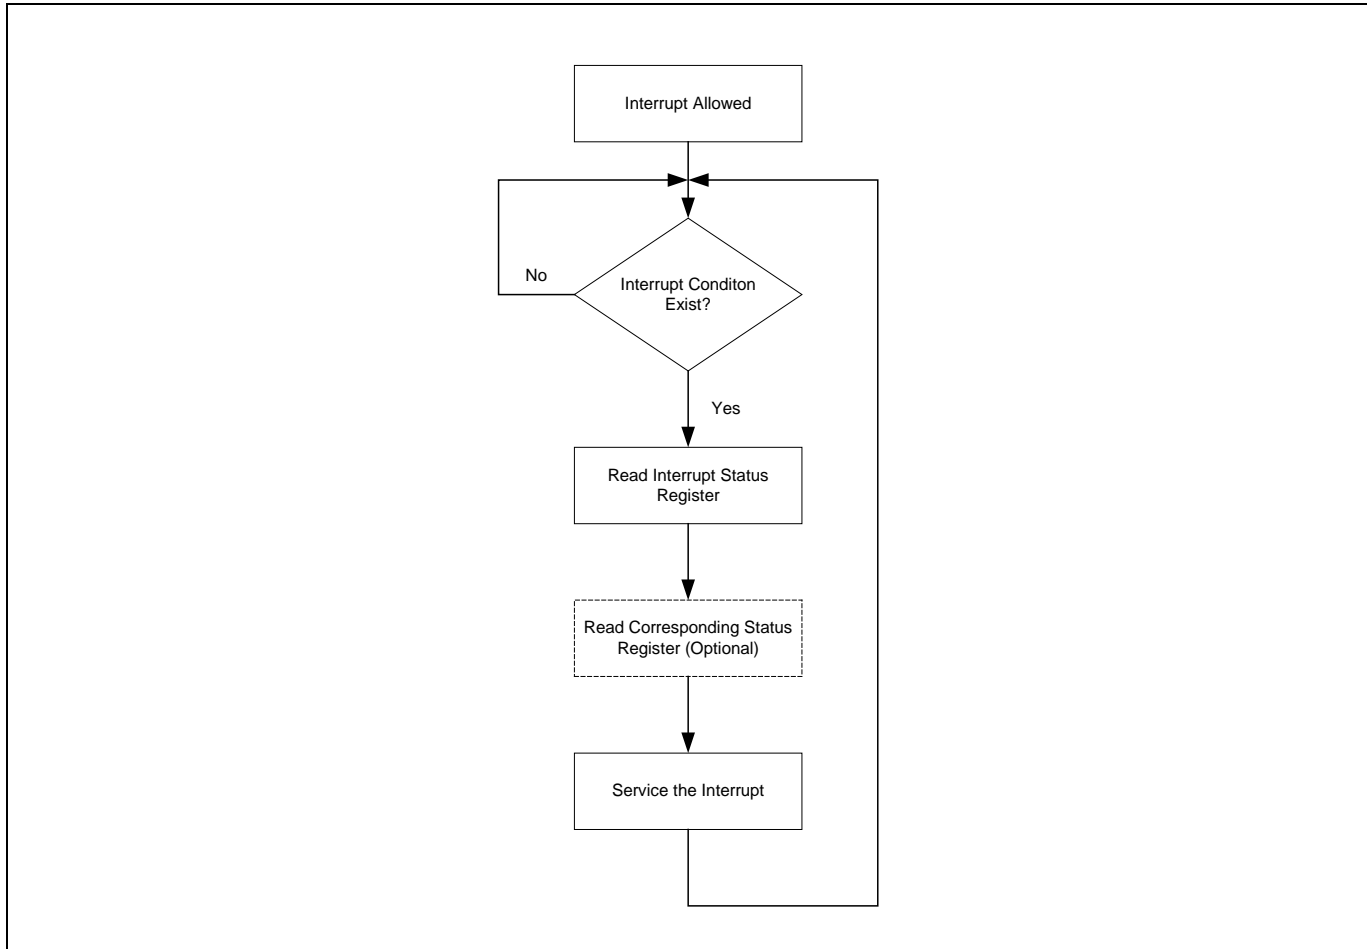 Interrupt Allowed
No
Interrupt Conditon
Exist?
Yes
Read Interrupt Status
Register
Read Corresponding Status
Register (Optional)
Service the Interrupt